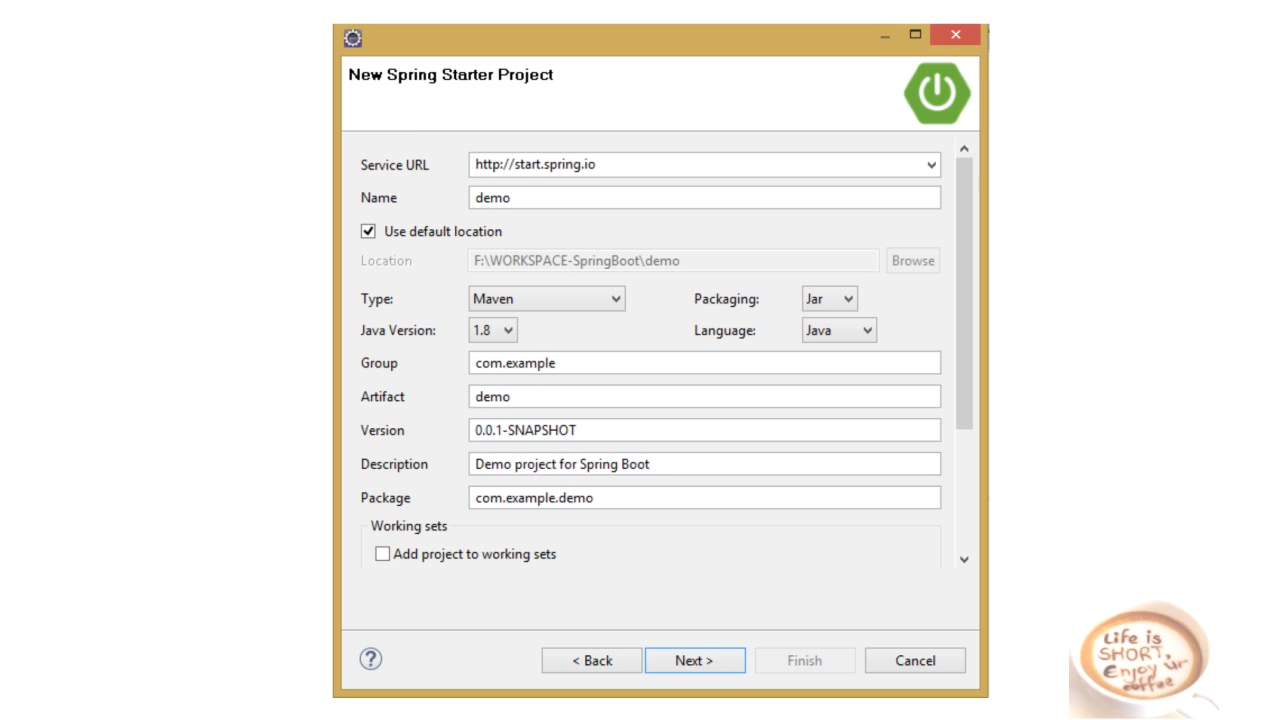 New Spring Starter Project
Service URL http://start.spring.io
Name demo
Use default location
Location F:\WORKSPACE-SpringBoot\demo Browse
Type: Maven Packaging: Jar
Java Version: 1.8 Language: Java
Group com.example
Artifact demo
Version 0.0.1-SNAPSHOT
Description Demo project for Spring Boot
Package com.example.demo
Working sets
Add project to working sets
? < Back Next > Finish Cancel
Life is
SHORT,
Enjoy ur
coffee